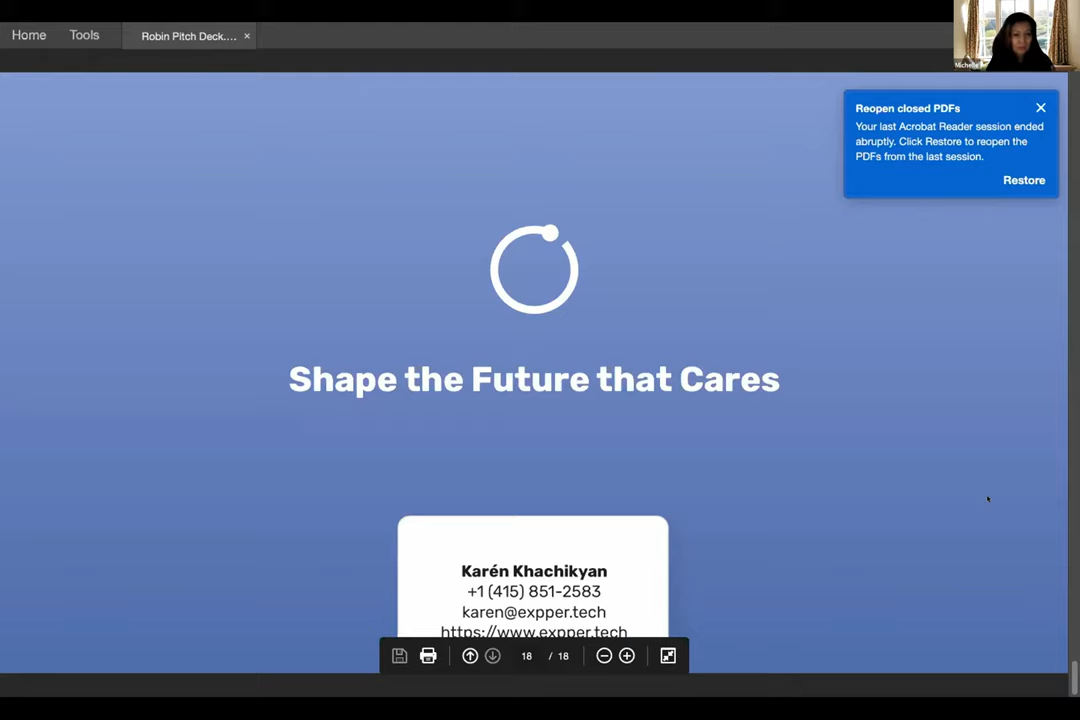 Home
Tools
Robin Pitch Deck.... ×
Michelle
Reopen closed PDFs
Your last Acrobat Reader session ended
abruptly. Click Restore to reopen the
PDFs from the last session.
Restore
Shape the Future that Cares
Karén Khachikyan
+1 (415) 851-2583
karen@expper.tech
https://www.expper.tech
18 / 18